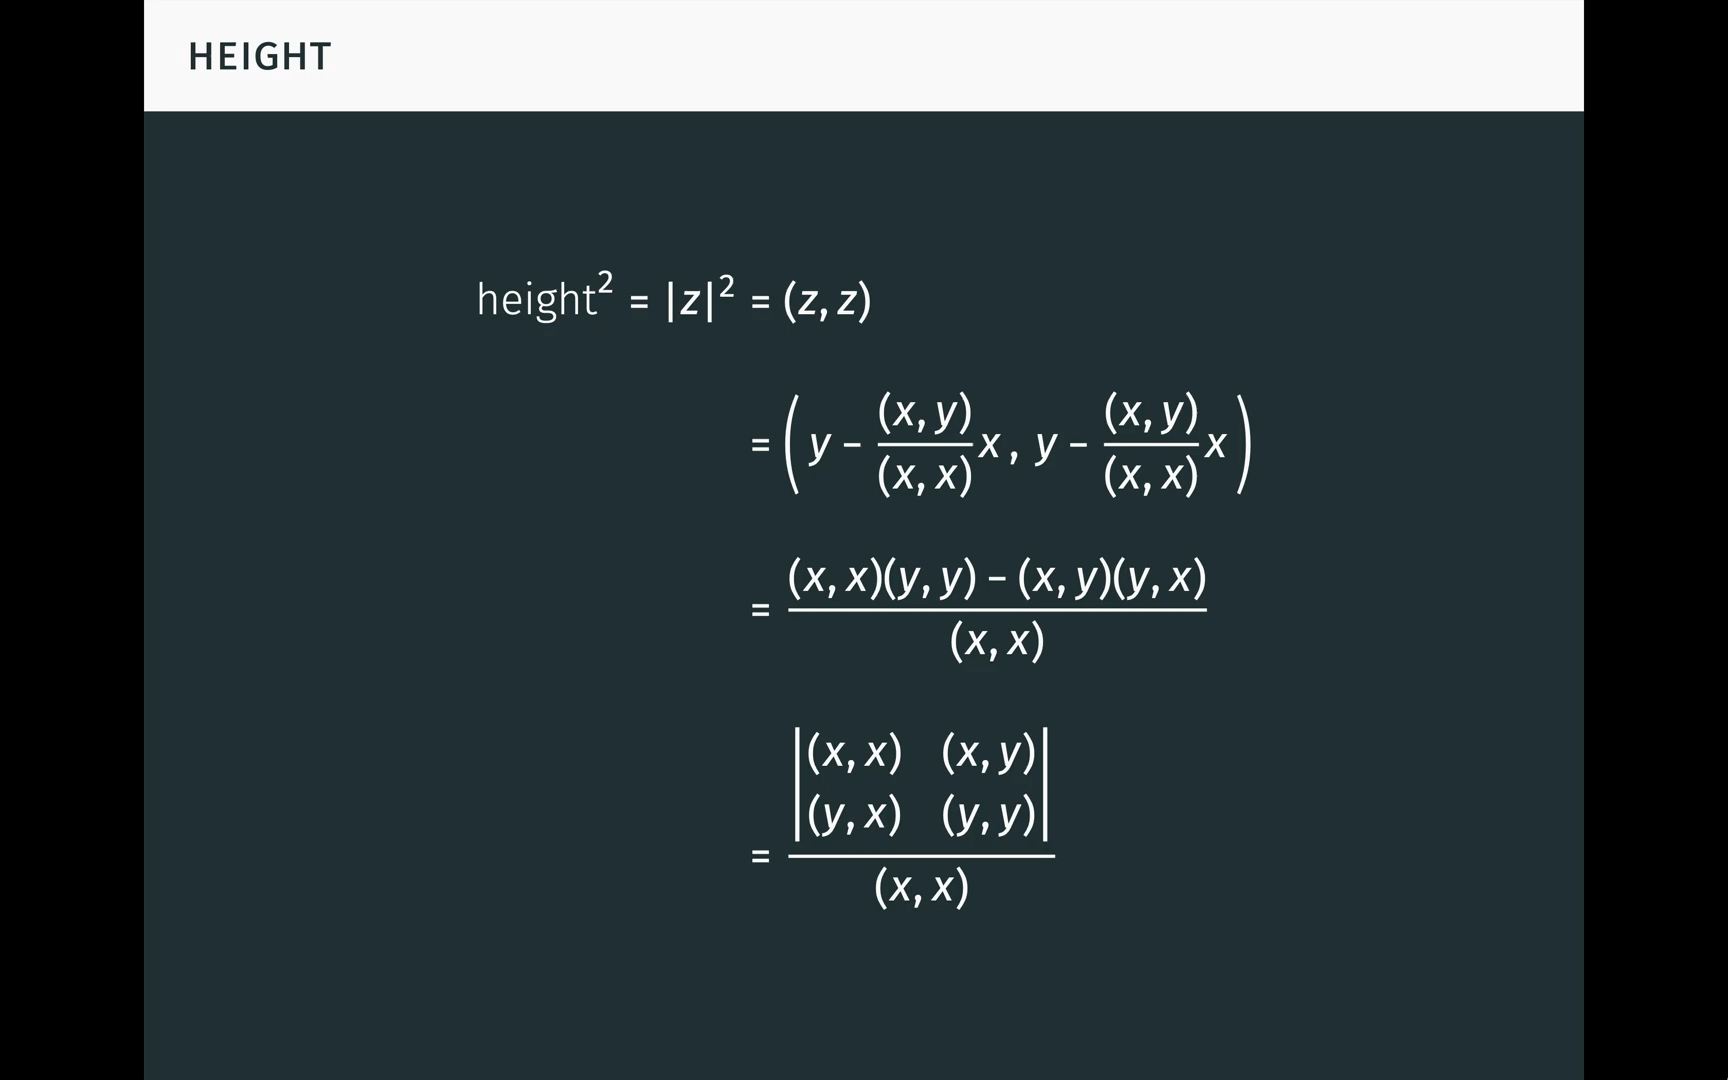 HEIGHT
height² = |z|² = (z, z)
= ( y – (x, y)/(x, x) x , y – (x, y)/(x, x) x )
= (x, x)(y, y) – (x, y)(y, x)
(x, x)
|(x, x) (x, y)|
|(y, x) (y, y)|
=
(x, x)